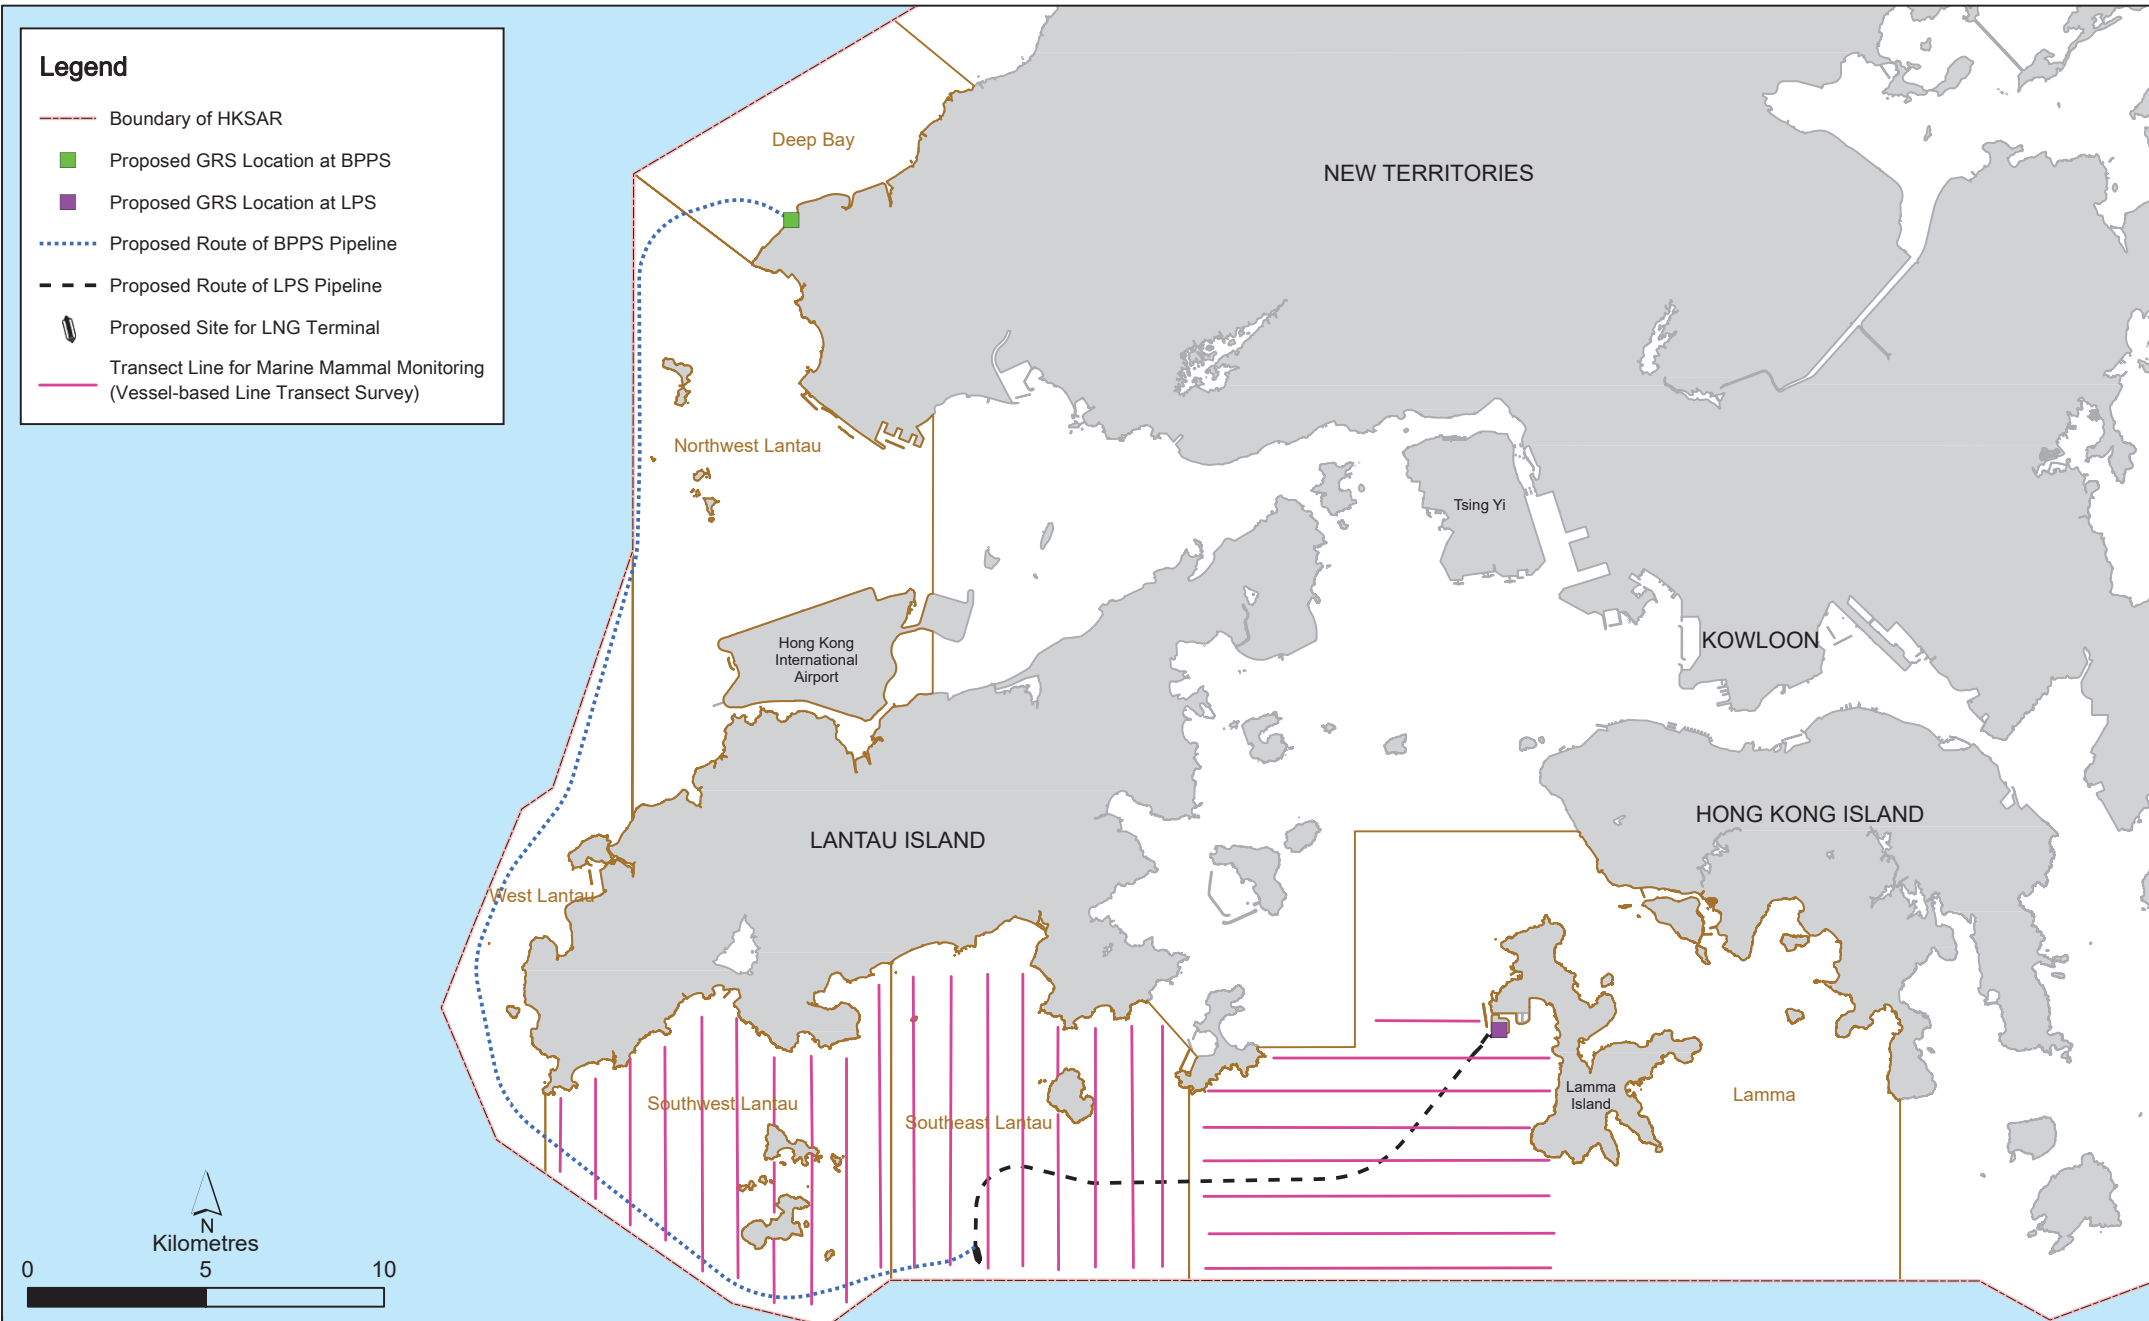 Legend
Boundary of HKSAR
Proposed GRS Location at BPPS
Proposed GRS Location at LPS
Proposed Route of BPPS Pipeline
Proposed Route of LPS Pipeline
Proposed Site for LNG Terminal
Transect Line for Marine Mammal Monitoring
(Vessel-based Line Transect Survey)
Deep Bay
NEW TERRITORIES
Northwest Lantau
Tsing Yi
Hong Kong
International
Airport
KOWLOON
HONG KONG ISLAND
LANTAU ISLAND
West Lantau
Southwest Lantau
Southeast Lantau
Lamma
Island
Lamma
N
Kilometres
0 5 10